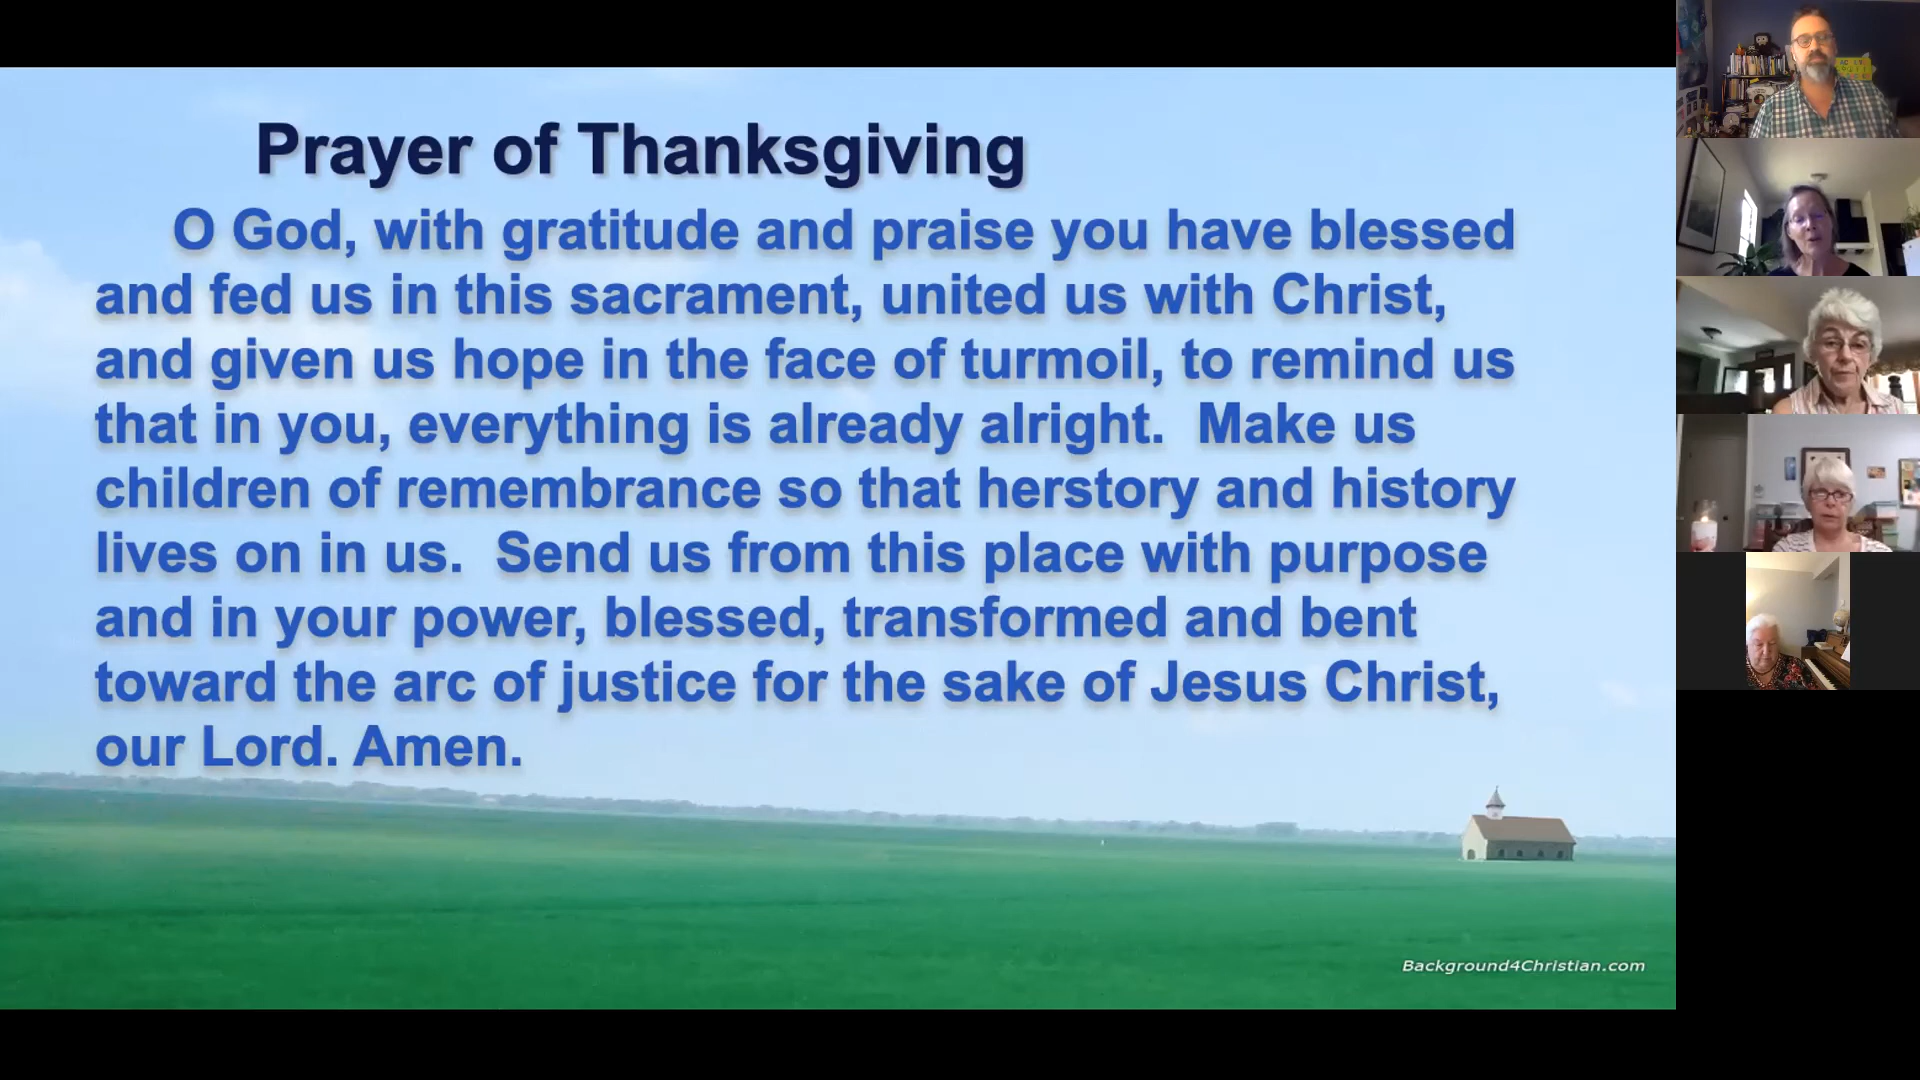 Prayer of Thanksgiving
O God, with gratitude and praise you have blessed
and fed us in this sacrament, united us with Christ,
and given us hope in the face of turmoil, to remind us
that in you, everything is already alright.  Make us
children of remembrance so that herstory and history
lives on in us.  Send us from this place with purpose
and in your power, blessed, transformed and bent
toward the arc of justice for the sake of Jesus Christ,
our Lord. Amen.
Background4Christian.com